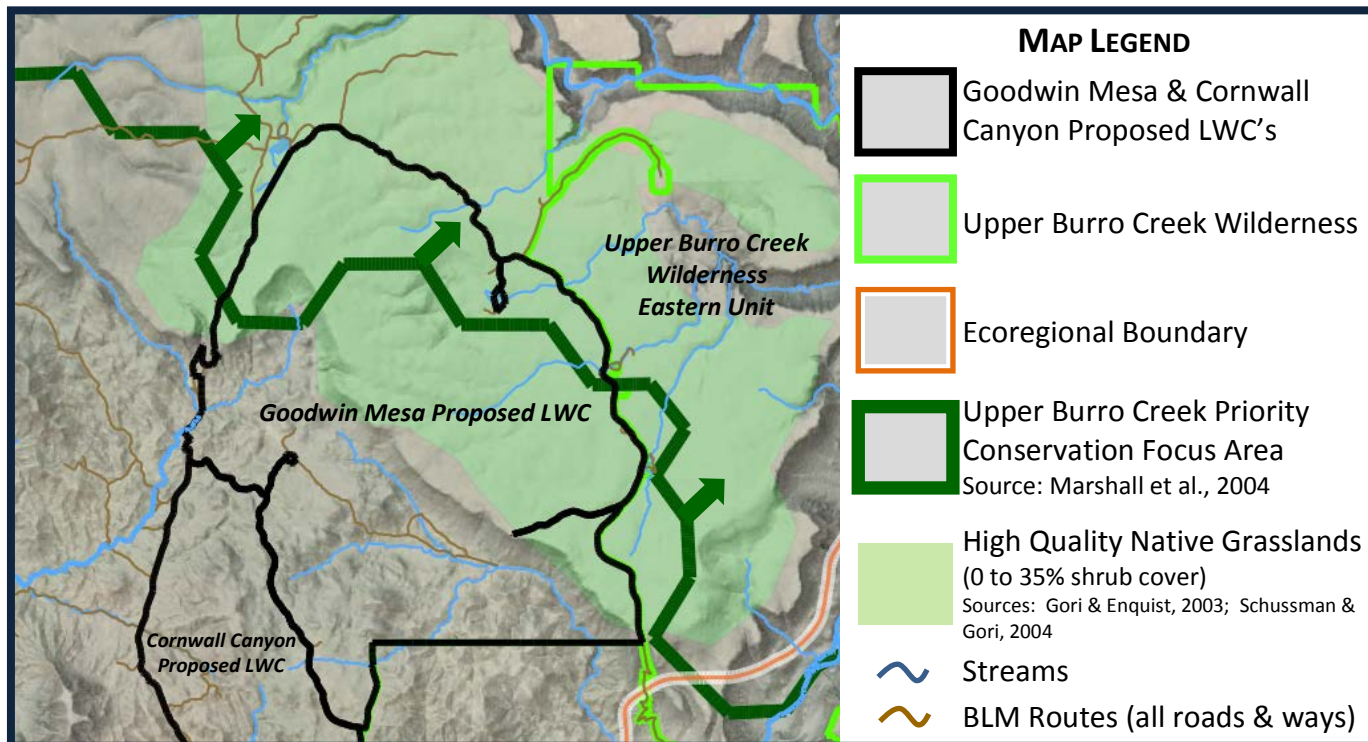 Upper Burro Creek
Wilderness
Eastern Unit
Goodwin Mesa Proposed LWC
Cornwall Canyon
Proposed LWC
MAP LEGEND
Goodwin Mesa & Cornwall
Canyon Proposed LWC’s
Upper Burro Creek Wilderness
Ecoregional Boundary
Upper Burro Creek Priority
Conservation Focus Area
Source: Marshall et al., 2004
High Quality Native Grasslands
(0 to 35% shrub cover)
Sources: Gori & Enquist, 2003; Schussman &
Gori, 2004
Streams
BLM Routes (all roads & ways)